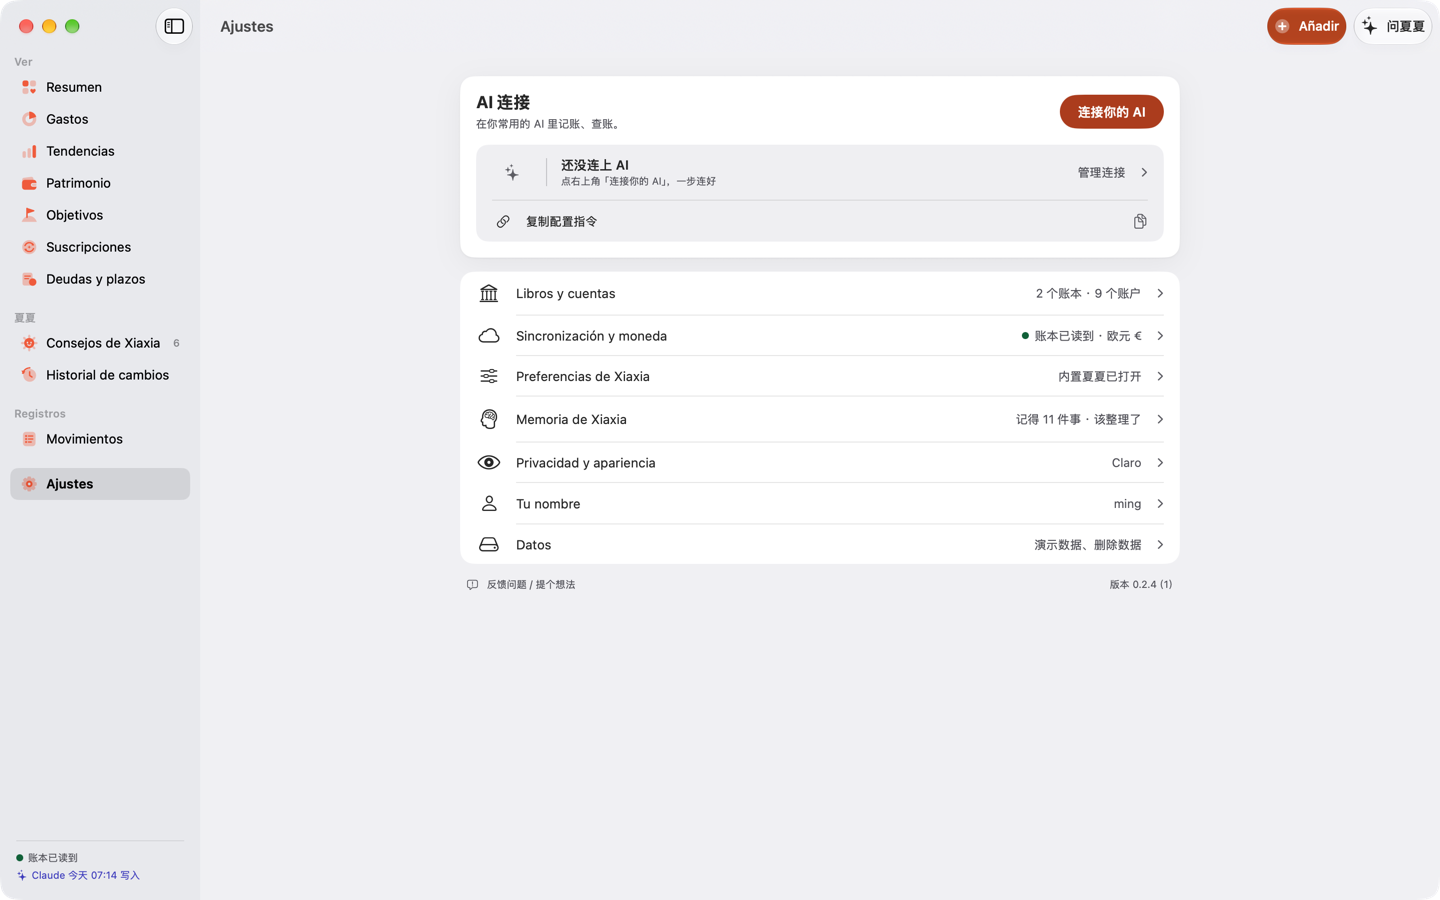 Ajustes
Añadir
问夏夏
Ver
Resumen
Gastos
Tendencias
Patrimonio
Objetivos
Suscripciones
Deudas y plazos
夏夏
Consejos de Xiaxia 6
Historial de cambios
Registros
Movimientos
Ajustes
账本已读到
Claude 今天 07:14 写入
AI 连接
在你常用的 AI 里记账、查账。
连接你的 AI
还没连上 AI
点右上角「连接你的 AI」，一步连好
管理连接
复制配置指令
Libros y cuentas 2 个账本 · 9 个账户
Sincronización y moneda 账本已读到 · 欧元 €
Preferencias de Xiaxia 内置夏夏已打开
Memoria de Xiaxia 记得 11 件事 · 该整理了
Privacidad y apariencia Claro
Tu nombre ming
Datos 演示数据、删除数据
反馈问题 / 提个想法
版本 0.2.4 (1)